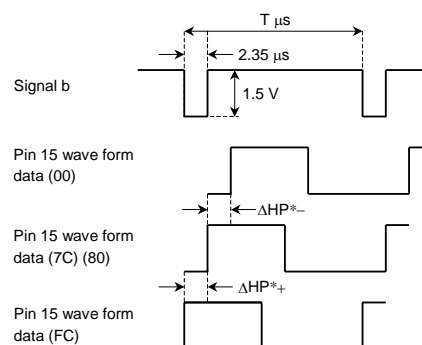 T μs
2.35 μs
Signal b
1.5 V
Pin 15 wave form
data (00)
ΔHP*−
Pin 15 wave form
data (7C) (80)
ΔHP*+
Pin 15 wave form
data (FC)